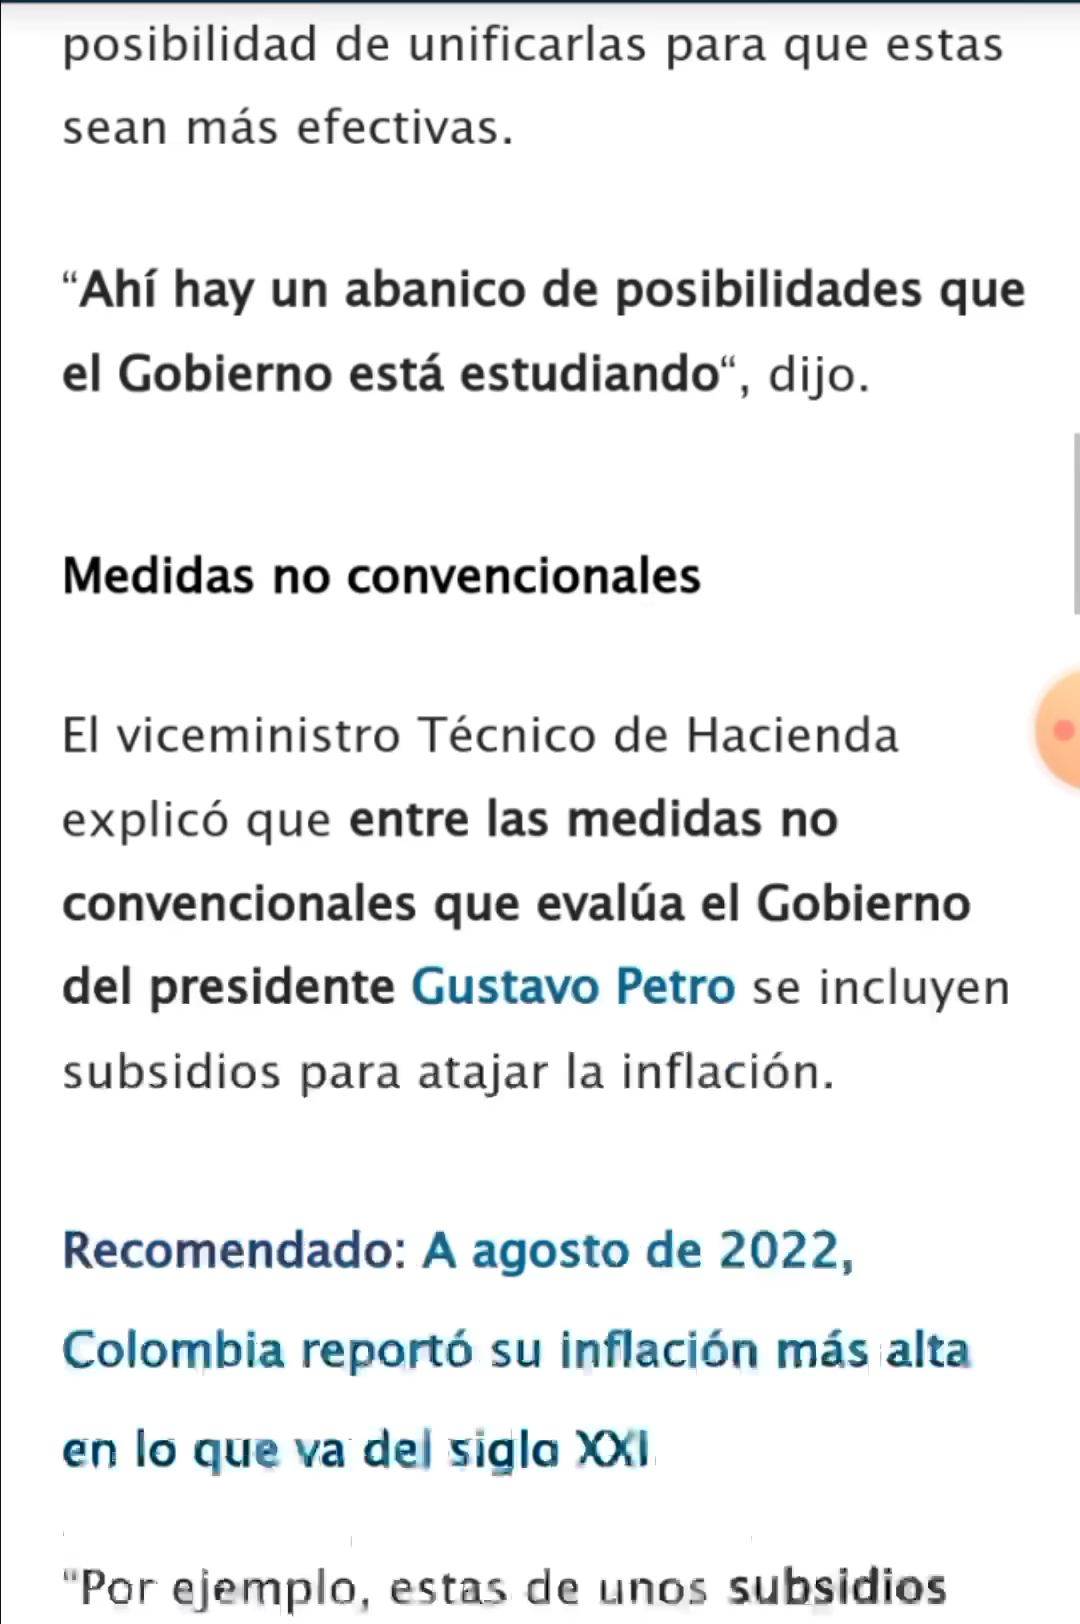 posibilidad de unificarlas para que estas
sean más efectivas.
“Ahí hay un abanico de posibilidades que
el Gobierno está estudiando“, dijo.
Medidas no convencionales
El viceministro Técnico de Hacienda
explicó que entre las medidas no
convencionales que evalúa el Gobierno
del presidente Gustavo Petro se incluyen
subsidios para atajar la inflación.
Recomendado: A agosto de 2022,
Colombia reportó su inflación más alta
en lo que va del siglo XXI
"Por ejemplo, estas de unos subsidios